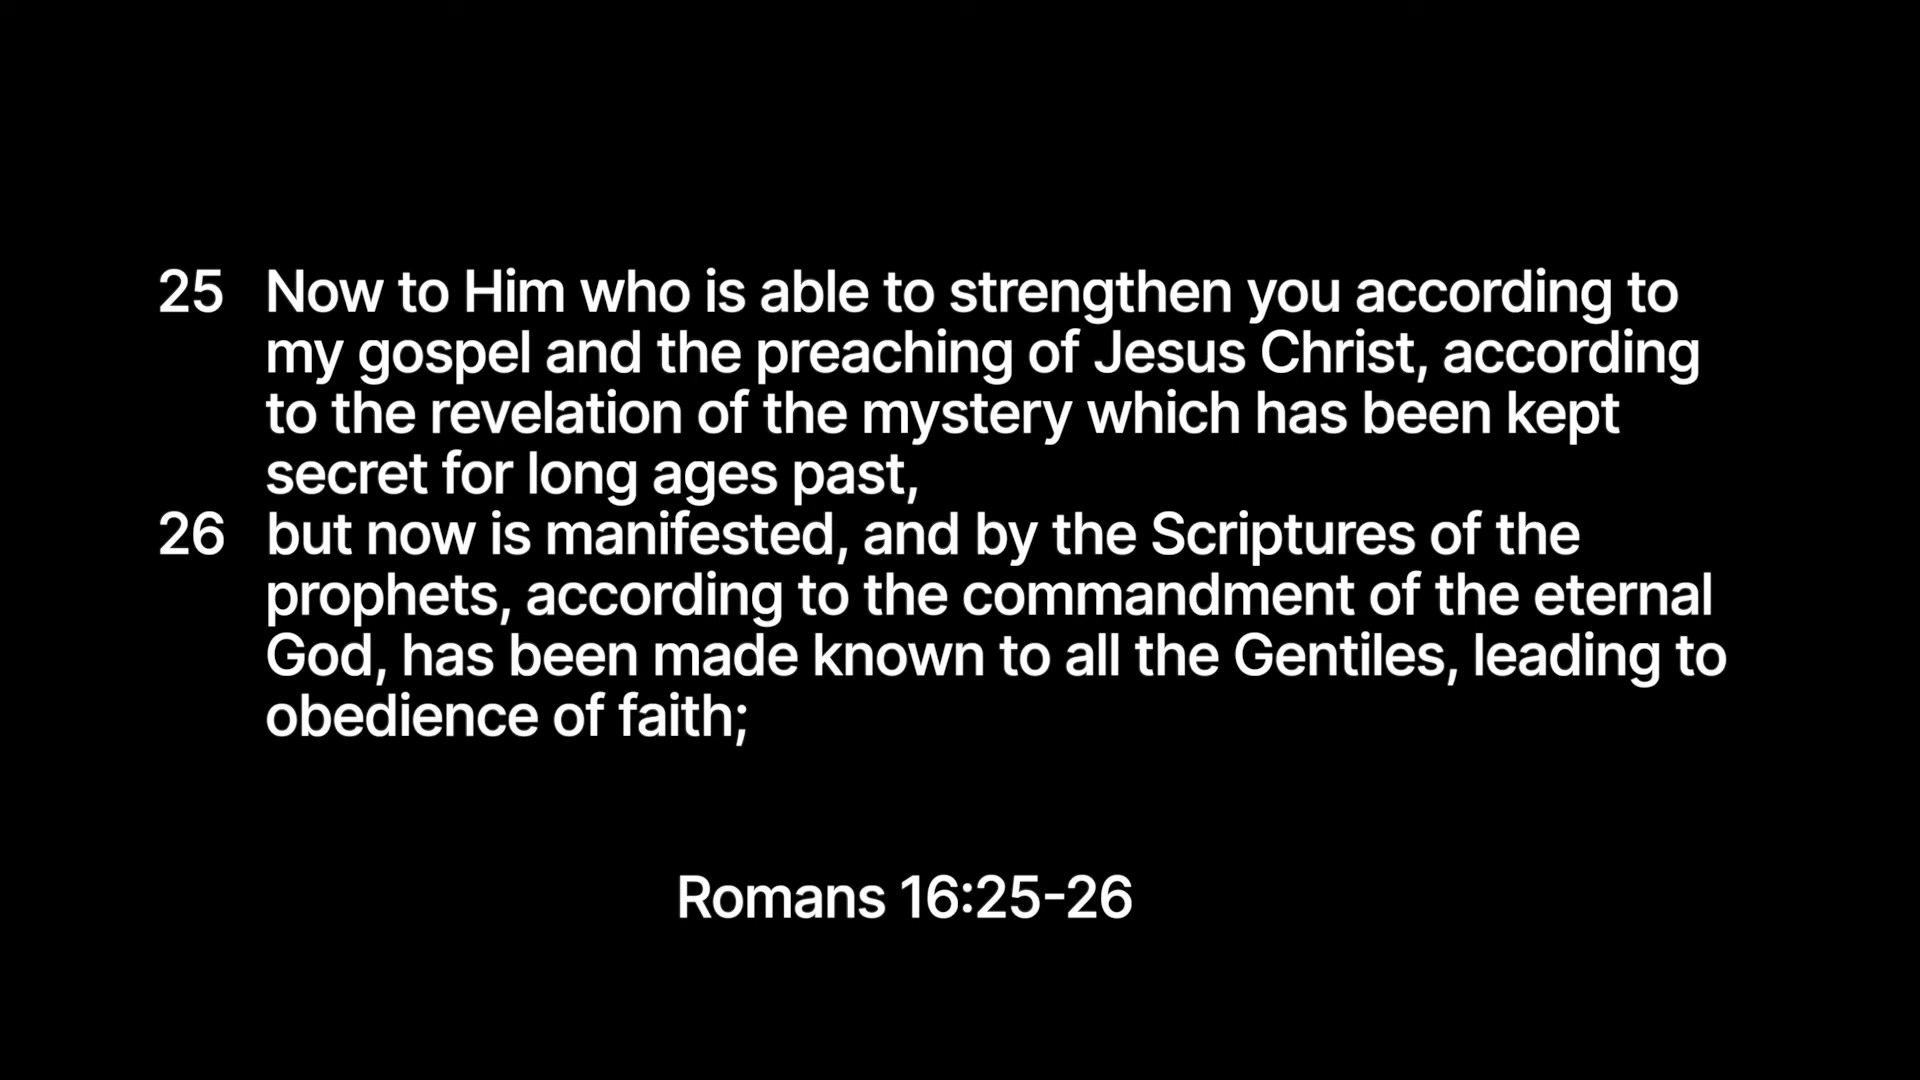 25 Now to Him who is able to strengthen you according to
my gospel and the preaching of Jesus Christ, according
to the revelation of the mystery which has been kept
secret for long ages past,
26 but now is manifested, and by the Scriptures of the
prophets, according to the commandment of the eternal
God, has been made known to all the Gentiles, leading to
obedience of faith;
Romans 16:25-26